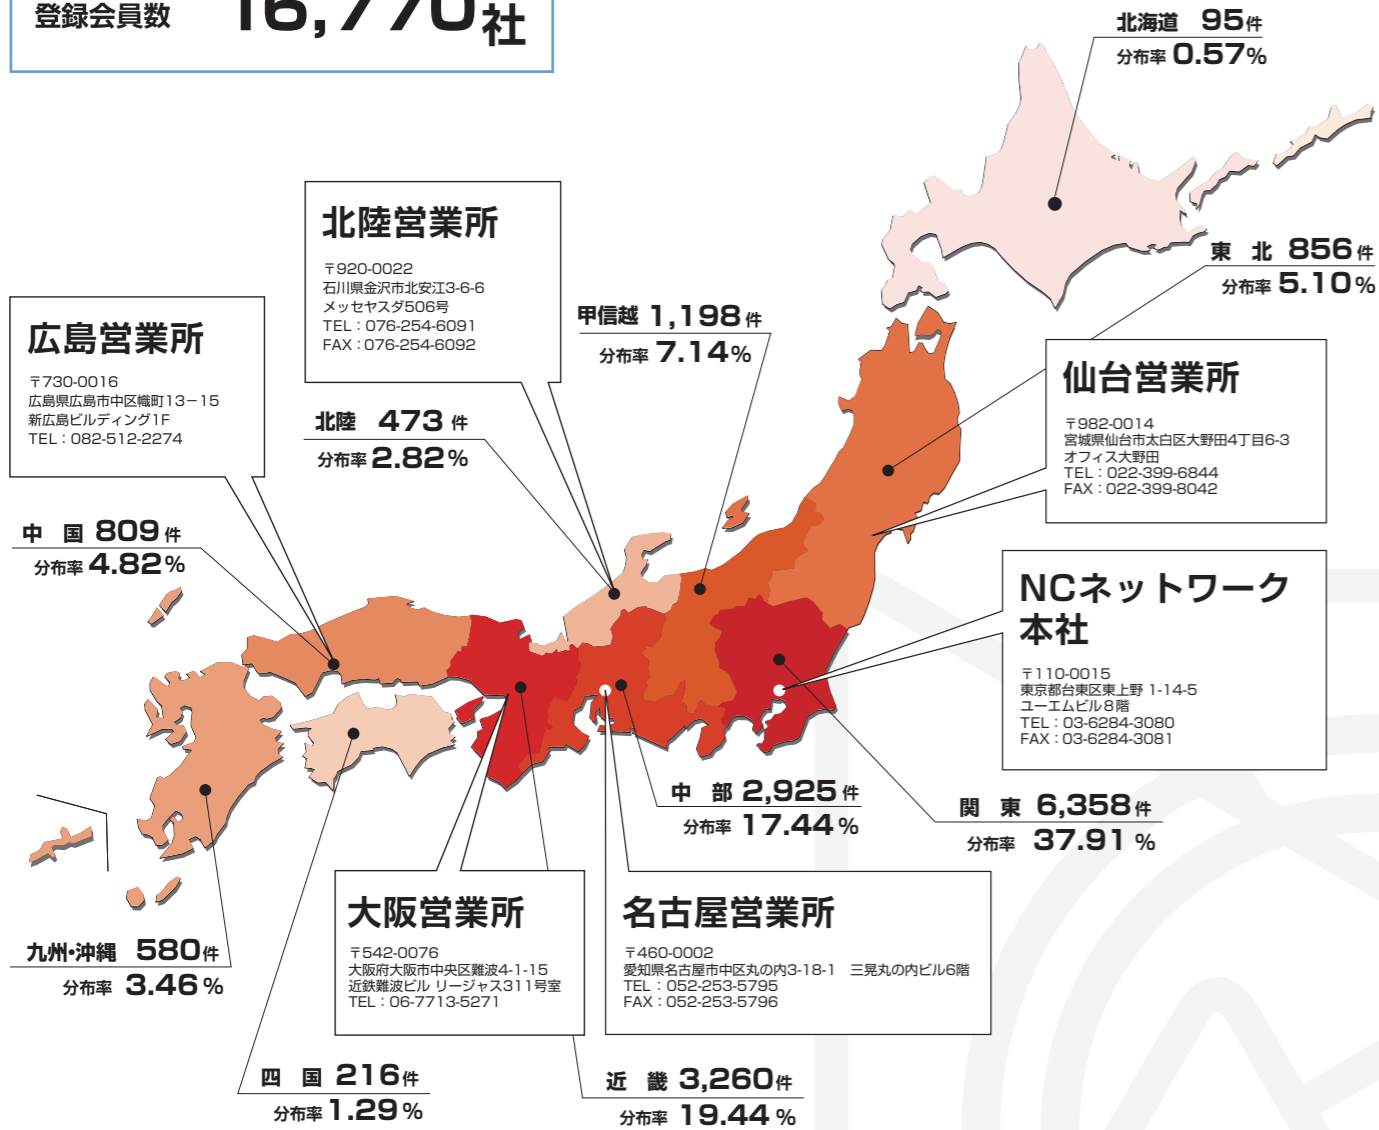 登録会員数 16,770社
北海道 95件
分布率 0.57%
東 北 856件
分布率 5.10%
北陸営業所
〒920-0022
石川県金沢市北安江3-6-6
メッセヤスダ506号
TEL：076-254-6091
FAX：076-254-6092
甲信越 1,198件
分布率 7.14%
広島営業所
〒730-0016
広島県広島市中区幟町13－15
新広島ビルディング1F
TEL：082-512-2274
仙台営業所
〒982-0014
宮城県仙台市太白区大野田4丁目6-3
オフィス大野田
TEL：022-399-6844
FAX：022-399-8042
北陸 473件
分布率 2.82%
中 国 809件
分布率 4.82%
NCネットワーク
本社
〒110-0015
東京都台東区東上野 1-14-5
ユーエムビル8階
TEL：03-6284-3080
FAX：03-6284-3081
中 部 2,925件
分布率 17.44%
関 東 6,358件
分布率 37.91%
大阪営業所
〒542-0076
大阪府大阪市中央区難波4-1-15
近鉄難波ビル リージャス311号室
TEL：06-7713-5271
名古屋営業所
〒460-0002
愛知県名古屋市中区丸の内3-18-1　三晃丸の内ビル6階
TEL：052-253-5795
FAX：052-253-5796
九州・沖縄 580件
分布率 3.46%
四 国 216件
分布率 1.29%
近 畿 3,260件
分布率 19.44%